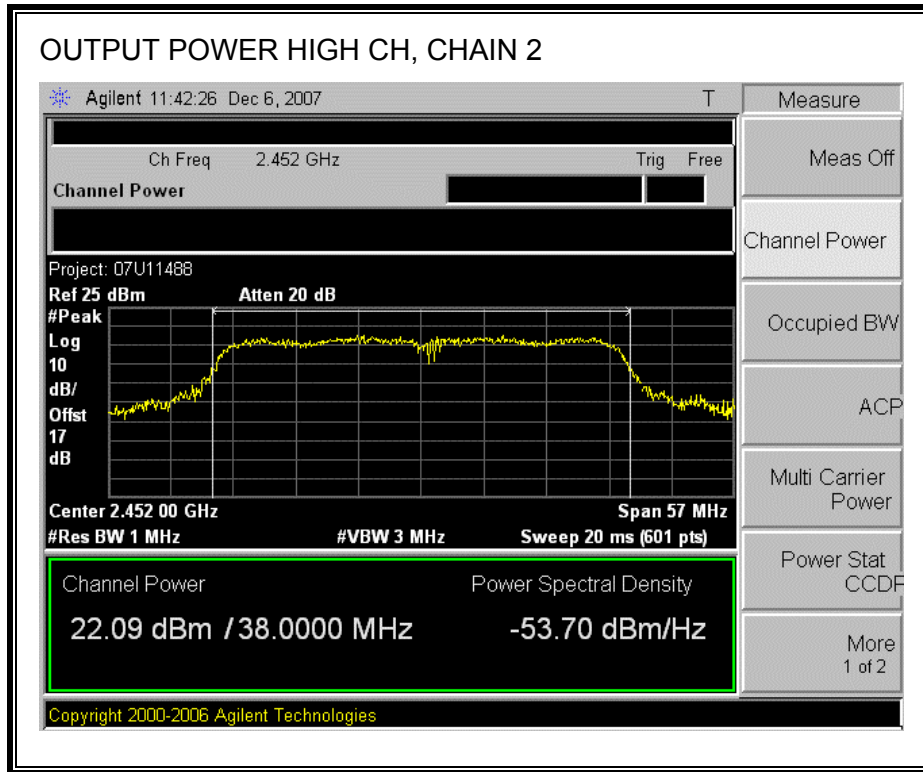 OUTPUT POWER HIGH CH, CHAIN 2
Agilent 11:42:26 Dec 6, 2007 T
Measure
Ch Freq 2.452 GHz Trig Free
Channel Power
Project: 07U11488
Ref 25 dBm Atten 20 dB
#Peak
Log
10
dB/
Offst
17
dB
Center 2.452 00 GHz Span 57 MHz
#Res BW 1 MHz #VBW 3 MHz Sweep 20 ms (601 pts)
Channel Power Power Spectral Density
22.09 dBm / 38.0000 MHz -53.70 dBm/Hz
Copyright 2000-2006 Agilent Technologies
Meas Off
Channel Power
Occupied BW
ACP
Multi Carrier
Power
Power Stat
CCDF
More
1 of 2